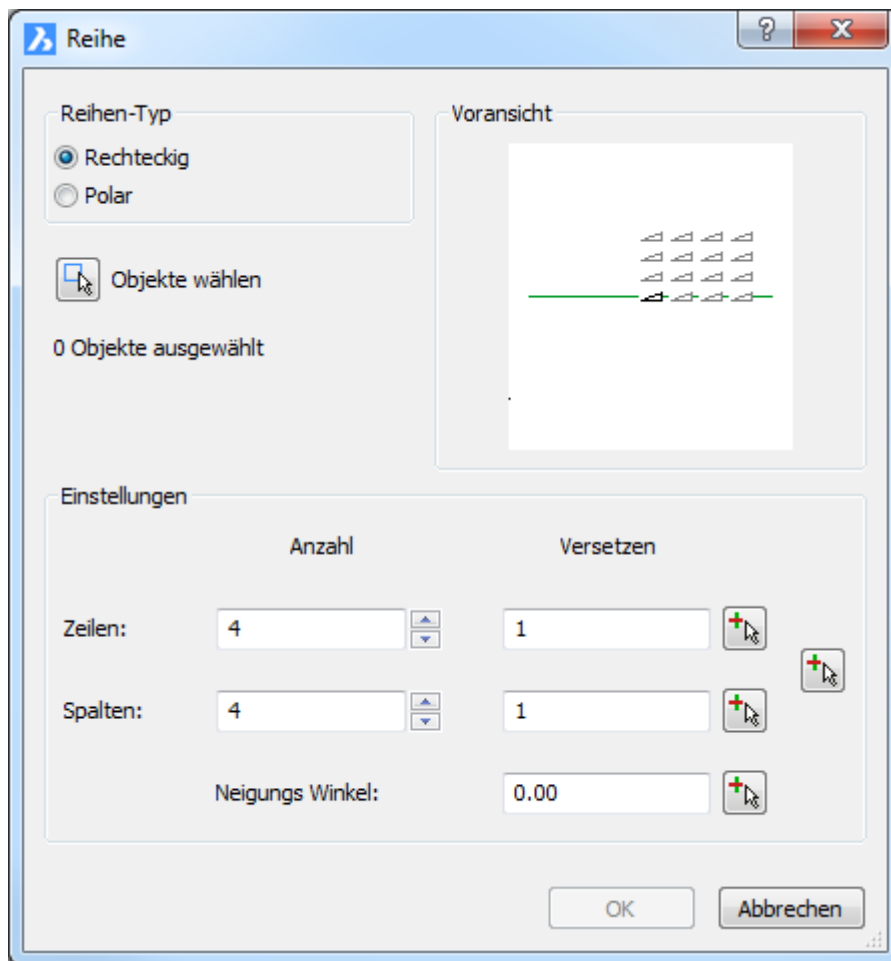 Reihe
Reihen-Typ
Rechteckig
Polar
Voransicht
Objekte wählen
0 Objekte ausgewählt
Einstellungen
Anzahl Versetzen
Zeilen: 4 1
Spalten: 4 1
Neigungs Winkel: 0.00
OK Abbrechen